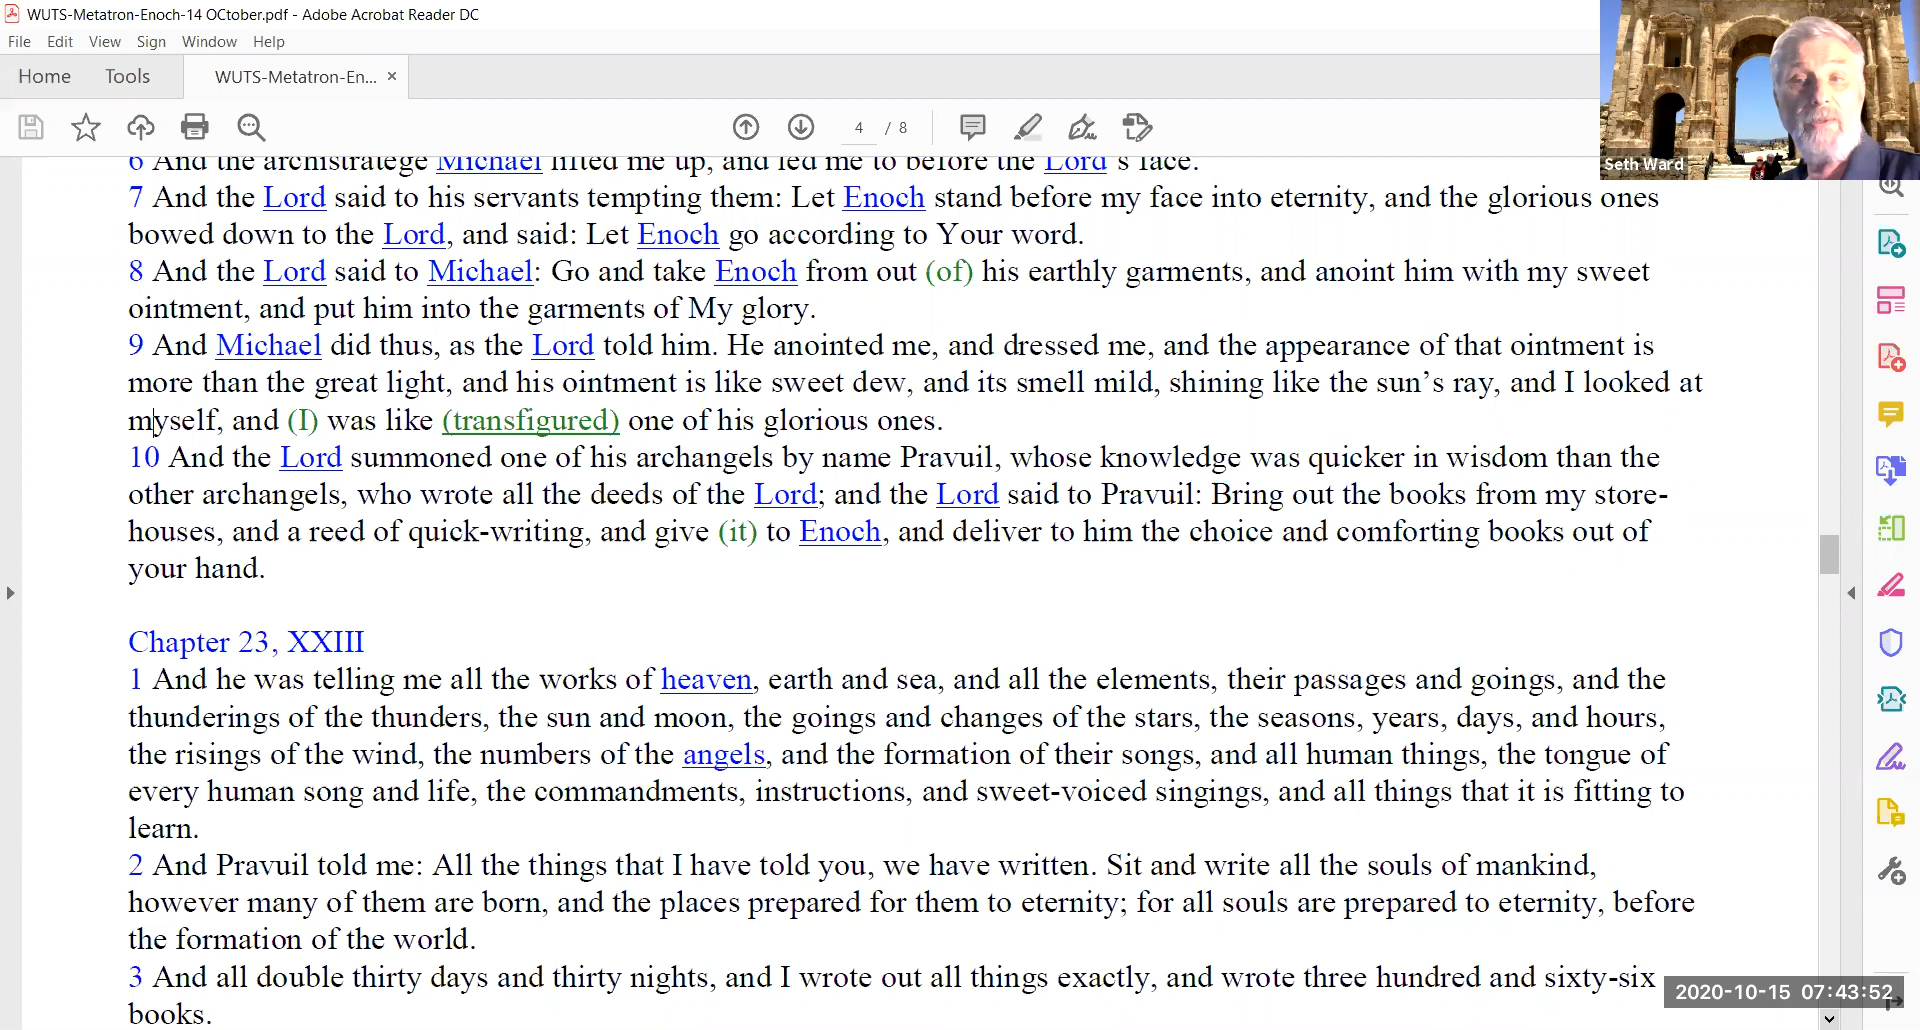 WUTS-Metatron-Enoch-14 OCtober.pdf - Adobe Acrobat Reader DC
File Edit View Sign Window Help
Home Tools WUTS-Metatron-En... ×
4 / 8
Seth Ward
6 And the archistratege Michael lifted me up, and led me to before the Lord's face.
7 And the Lord said to his servants tempting them: Let Enoch stand before my face into eternity, and the glorious ones
bowed down to the Lord, and said: Let Enoch go according to Your word.
8 And the Lord said to Michael: Go and take Enoch from out (of) his earthly garments, and anoint him with my sweet
ointment, and put him into the garments of My glory.
9 And Michael did thus, as the Lord told him. He anointed me, and dressed me, and the appearance of that ointment is
more than the great light, and his ointment is like sweet dew, and its smell mild, shining like the sun's ray, and I looked at
myself, and (I) was like (transfigured) one of his glorious ones.
10 And the Lord summoned one of his archangels by name Pravuil, whose knowledge was quicker in wisdom than the
other archangels, who wrote all the deeds of the Lord; and the Lord said to Pravuil: Bring out the books from my store-
houses, and a reed of quick-writing, and give (it) to Enoch, and deliver to him the choice and comforting books out of
your hand.
Chapter 23, XXIII
1 And he was telling me all the works of heaven, earth and sea, and all the elements, their passages and goings, and the
thunderings of the thunders, the sun and moon, the goings and changes of the stars, the seasons, years, days, and hours,
the risings of the wind, the numbers of the angels, and the formation of their songs, and all human things, the tongue of
every human song and life, the commandments, instructions, and sweet-voiced singings, and all things that it is fitting to
learn.
2 And Pravuil told me: All the things that I have told you, we have written. Sit and write all the souls of mankind,
however many of them are born, and the places prepared for them to eternity; for all souls are prepared to eternity, before
the formation of the world.
3 And all double thirty days and thirty nights, and I wrote out all things exactly, and wrote three hundred and sixty-six
books.
2020-10-15 07:43:52